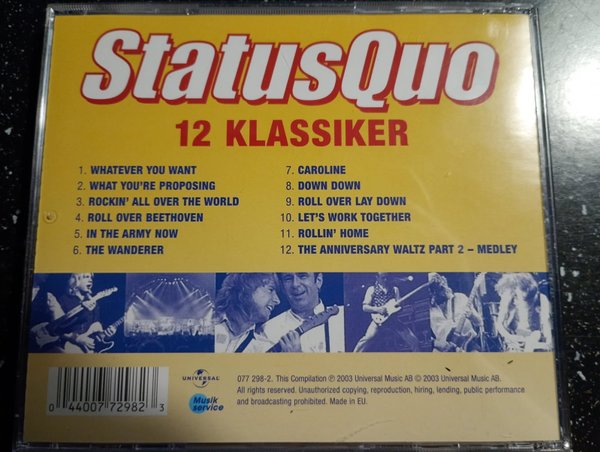 StatusQuo
12 KLASSIKER
1. WHATEVER YOU WANT
2. WHAT YOU'RE PROPOSING
3. ROCKIN' ALL OVER THE WORLD
4. ROLL OVER BEETHOVEN
5. IN THE ARMY NOW
6. THE WANDERER
7. CAROLINE
8. DOWN DOWN
9. ROLL OVER LAY DOWN
10. LET'S WORK TOGETHER
11. ROLLIN' HOME
12. THE ANNIVERSARY WALTZ PART 2 – MEDLEY
0 44007 72982 3
UNIVERSAL
Musik
service
077 298-2. This Compilation ℗ 2003 Universal Music AB © 2003 Universal Music AB.
All rights reserved. Unauthorized copying, reproduction, hiring, lending, public performance
and broadcasting prohibited. Made in EU.